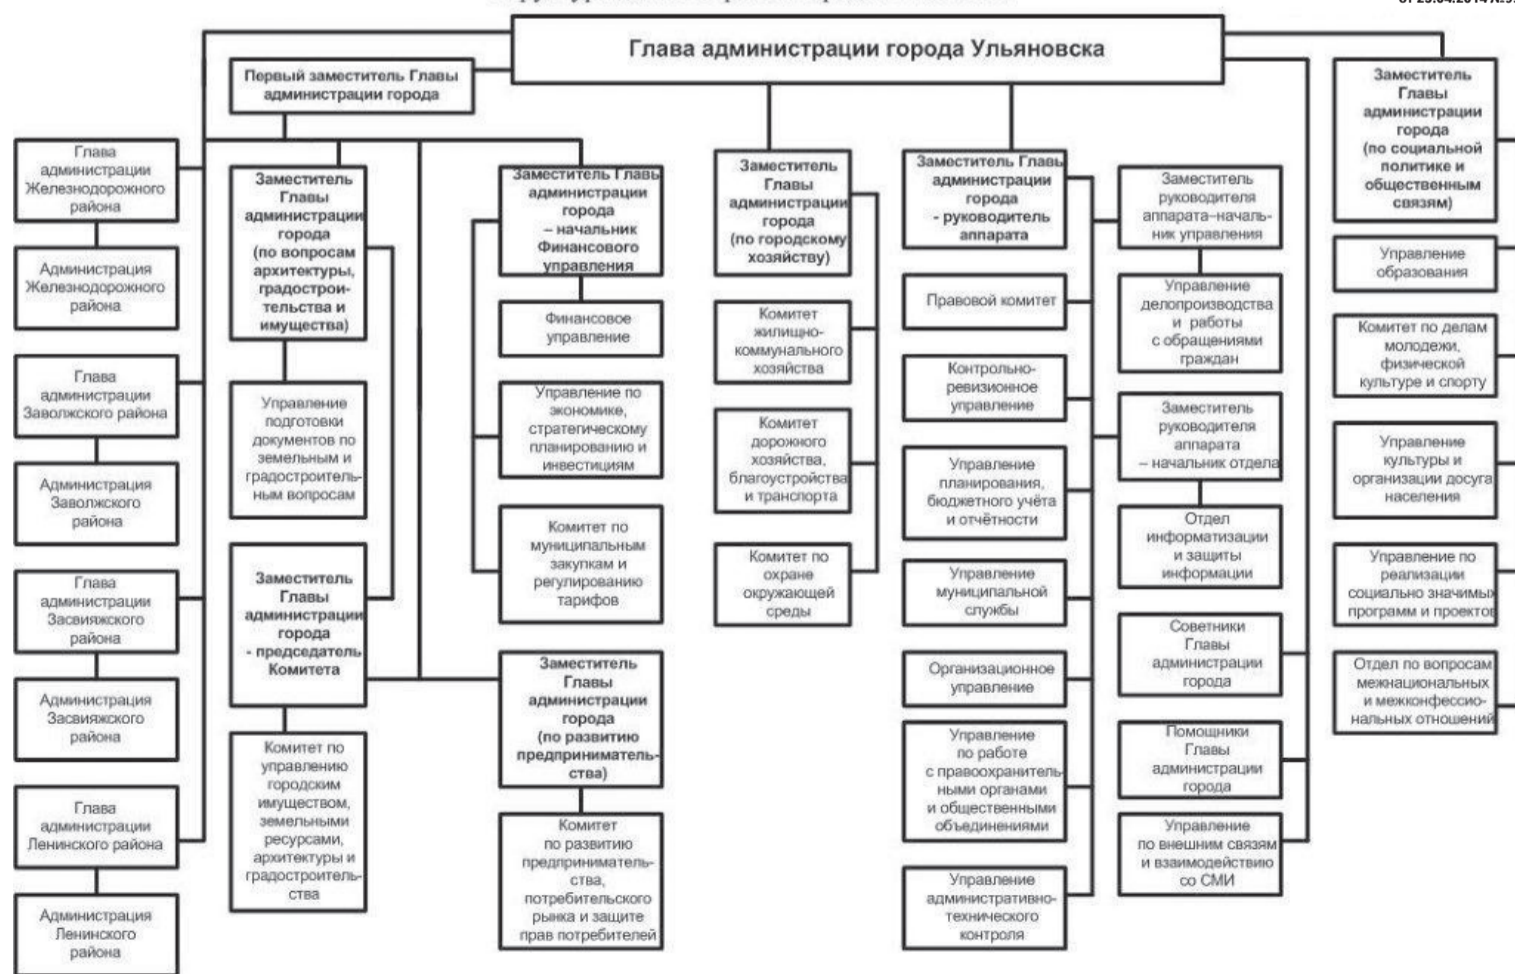 Глава администрации города Ульяновска
Первый заместитель Главы
администрации города
Глава
администрации
Железнодорожного
района
Администрация
Железнодорожного
района
Глава
администрации
Заволжского района
Администрация
Заволжского
района
Глава
администрации
Засвияжского
района
Администрация
Засвияжского
района
Глава
администрации
Ленинского района
Администрация
Ленинского
района
Заместитель
Главы
администрации
города
(по вопросам
архитектуры,
градострои-
тельства и
имущества)
Управление
подготовки
документов по
земельным и
градостроитель-
ным вопросам
Заместитель
Главы
администрации
города
- председатель
Комитета
Комитет по
управлению
городским
имуществом,
земельными
ресурсами,
архитектуры и
градостроитель-
ства
Заместитель Главы
администрации
города
– начальник
Финансового
управления
Финансовое
управление
Управление по
экономике,
стратегическому
планированию и
инвестициям
Комитет по
муниципальным
закупкам и
регулированию
тарифов
Заместитель
Главы
администрации
города
(по развитию
предприниматель-
ства)
Комитет
по развитию
предприниматель-
ства,
потребительского
рынка и защите
прав потребителей
Заместитель
Главы
администрации
города
(по городскому
хозяйству)
Комитет
жилищно-
коммунального
хозяйства
Комитет
дорожного
хозяйства,
благоустройства
и транспорта
Комитет по
охране
окружающей
среды
Заместитель Главы
администрации
города
- руководитель
аппарата
Правовой комитет
Контрольно-
ревизионное
управление
Управление
планирования,
бюджетного учёта
и отчётности
Управление
муниципальной
службы
Организационное
управление
Управление
по работе
с правоохранитель-
ными органами
и общественными
объединениями
Управление
административно-
технического
контроля
Заместитель
руководителя
аппарата–началь-
ник управления
Управление
делопроизводства
и работы
с обращениями
граждан
Заместитель
руководителя
аппарата
– начальник отдела
Отдел
информатизации
и защиты
информации
Советники
Главы
администрации
города
Помощники
Главы
администрации
города
Управление
по внешним связям
и взаимодействию
со СМИ
Заместитель
Главы
администрации
города
(по социальной
политике и
общественным
связям)
Управление
образования
Комитет по делам
молодежи,
физической
культуре и спорту
Управление
культуры и
организации досуга
населения
Управление по
реализации
социально значимых
программ и проектов
Отдел по вопросам
межнациональных
и межконфессио-
нальных отношений